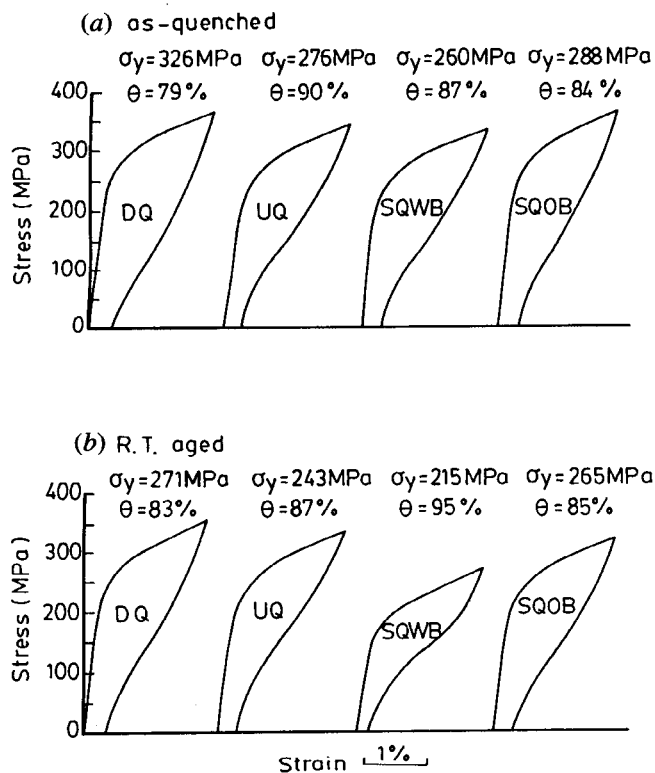 (a) as-quenched
σy=326MPa σy=276MPa σy=260MPa σy=288MPa
θ=79% θ=90% θ=87% θ=84%
400
300
200
100
0
Stress (MPa)
DQ UQ SQWB SQOB
(b) R.T. aged
σy=271MPa σy=243MPa σy=215MPa σy=265MPa
θ=83% θ=87% θ=95% θ=85%
400
300
200
100
0
Stress (MPa)
DQ UQ SQWB SQOB
Strain 1%